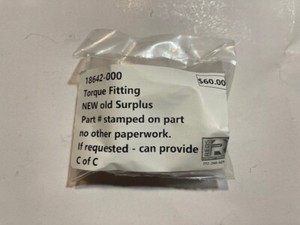 18642-000
$60.00
Torque Fitting
NEW old Surplus
Part # stamped on part
no other paperwork.
If requested - can provide
C of C